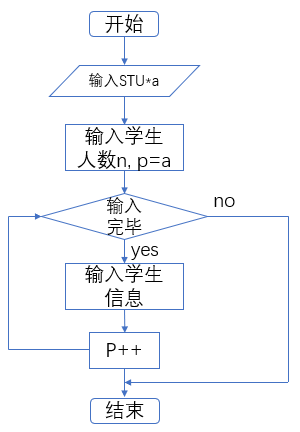 开始
输入STU*a
输入学生
人数n, p=a
输入
完毕
no
yes
输入学生
信息
P++
结束